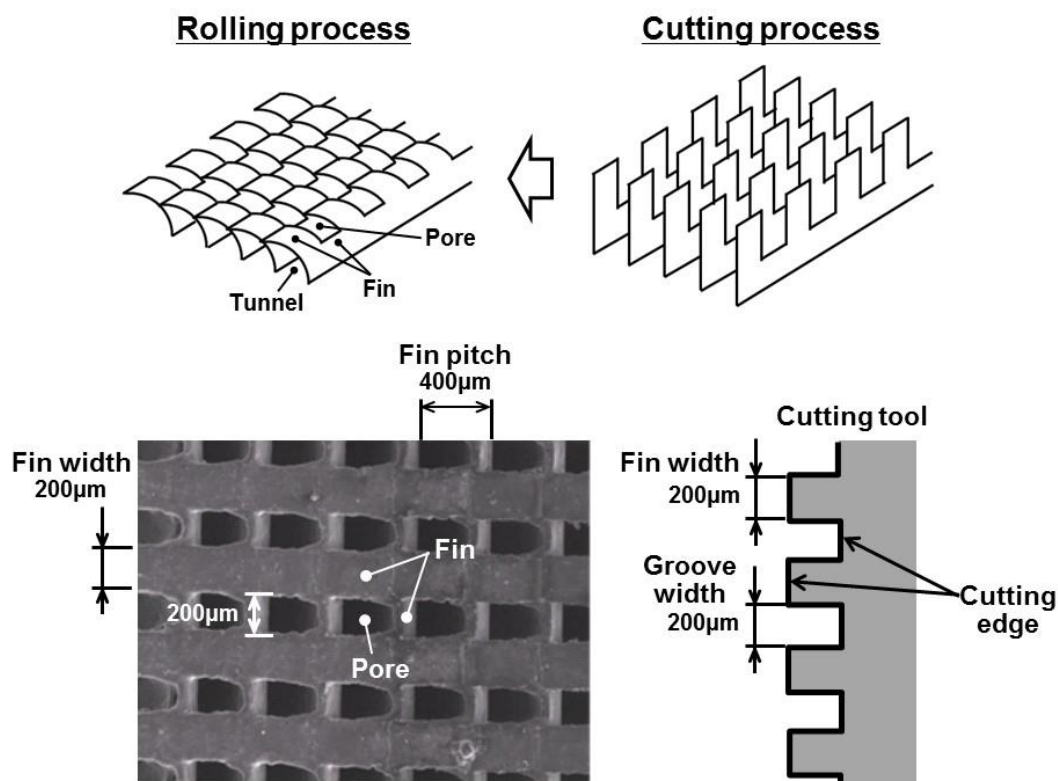 Rolling process
Cutting process
Pore
Fin
Tunnel
Fin pitch
400µm
Cutting tool
Fin width
200µm
Fin width
200µm
Fin
Groove
width
200µm
200µm
Pore
Cutting
edge